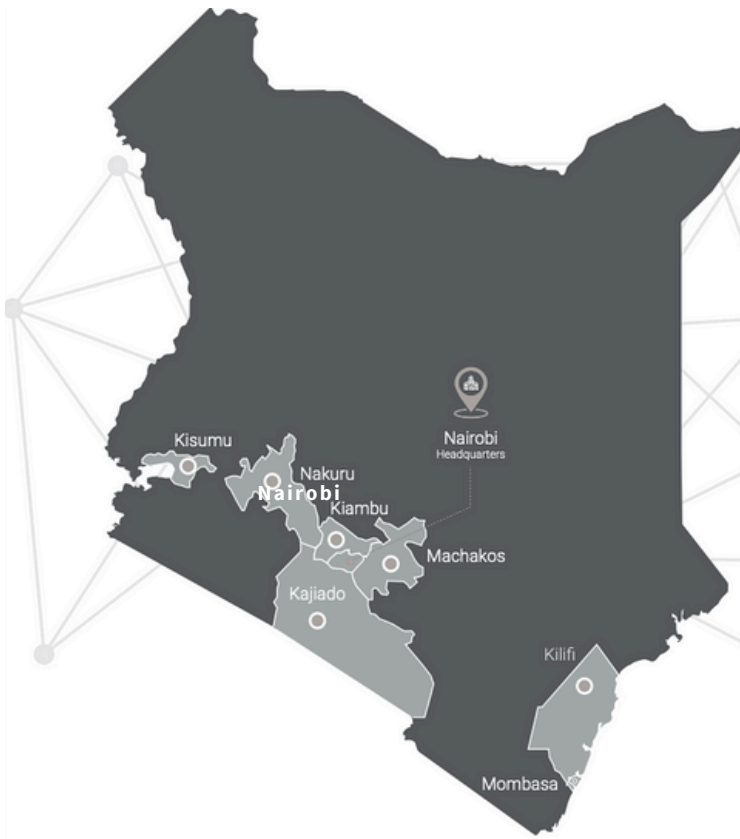 Nairobi
Headquarters
Kisumu
Nakuru
Nairobi
Kiambu
Machakos
Kajiado
Kilifi
Mombasa